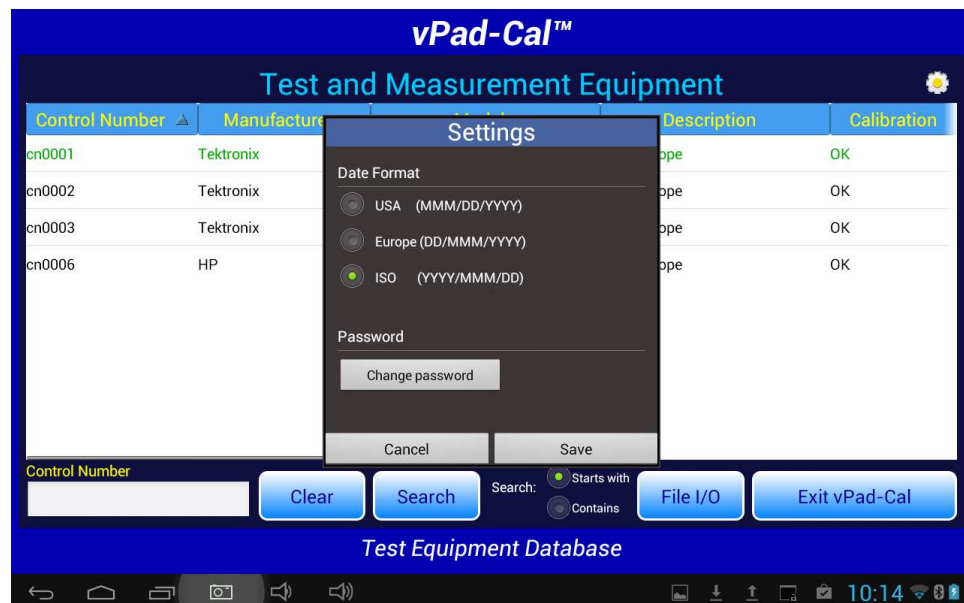 vPad-Cal™
Test and Measurement Equipment
Control Number Manufacture Description Calibration
cn0001 Tektronix ope OK
cn0002 Tektronix ope OK
cn0003 Tektronix ope OK
cn0006 HP ope OK
Settings
Date Format
USA (MMM/DD/YYYY)
Europe (DD/MMM/YYYY)
ISO (YYYY/MMM/DD)
Password
Change password
Cancel Save
Control Number
Clear
Search
Search:
Starts with
Contains
File I/O
Exit vPad-Cal
Test Equipment Database
10:14